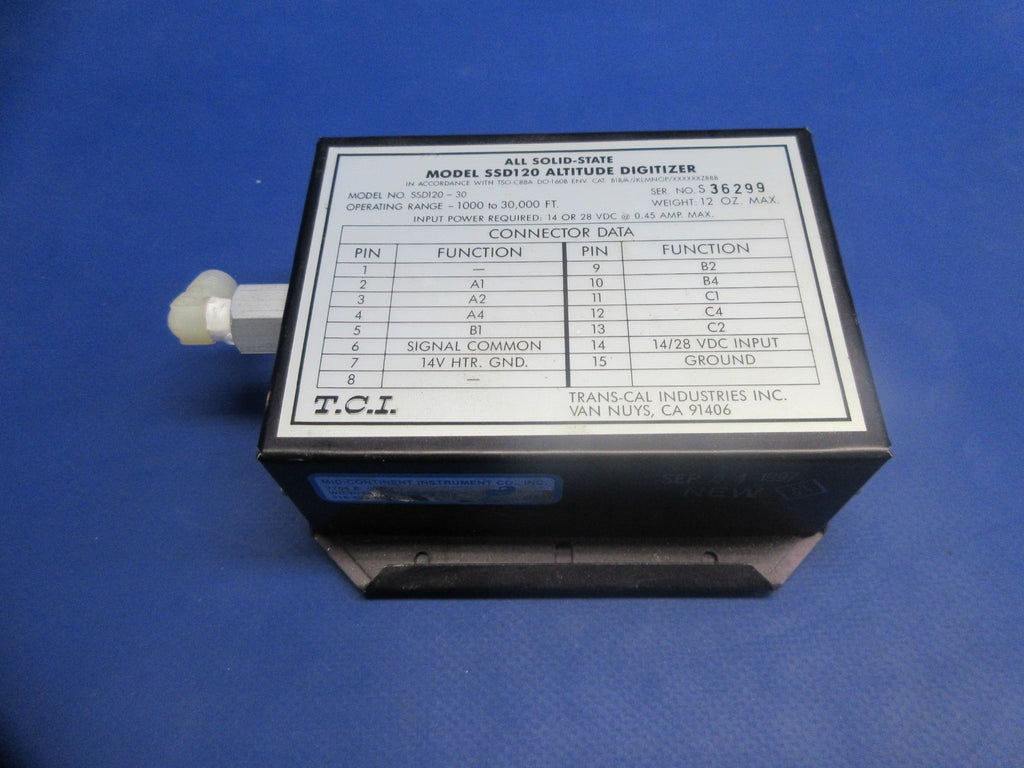 ALL SOLID-STATE
MODEL SSD120 ALTITUDE DIGITIZER
IN ACCORDANCE WITH TSO-C88A DO-160B ENV. CAT.
MODEL NO. SSD120 – 30
SER. NO. S 36299
OPERATING RANGE – 1000 to 30,000 FT.
WEIGHT: 12 OZ. MAX.
INPUT POWER REQUIRED: 14 OR 28 VDC @ 0.45 AMP. MAX.
CONNECTOR DATA
PIN FUNCTION PIN FUNCTION
1 — 9 B2
2 A1 10 B4
3 A2 11 C1
4 A4 12 C4
5 B1 13 C2
6 SIGNAL COMMON 14 14/28 VDC INPUT
7 14V HTR. GND. 15 GROUND
8 —
T.C.I.
TRANS-CAL INDUSTRIES INC.
VAN NUYS, CA 91406
MID-CONTINENT INSTRUMENT CO., INC.
SEP 1997
NEW